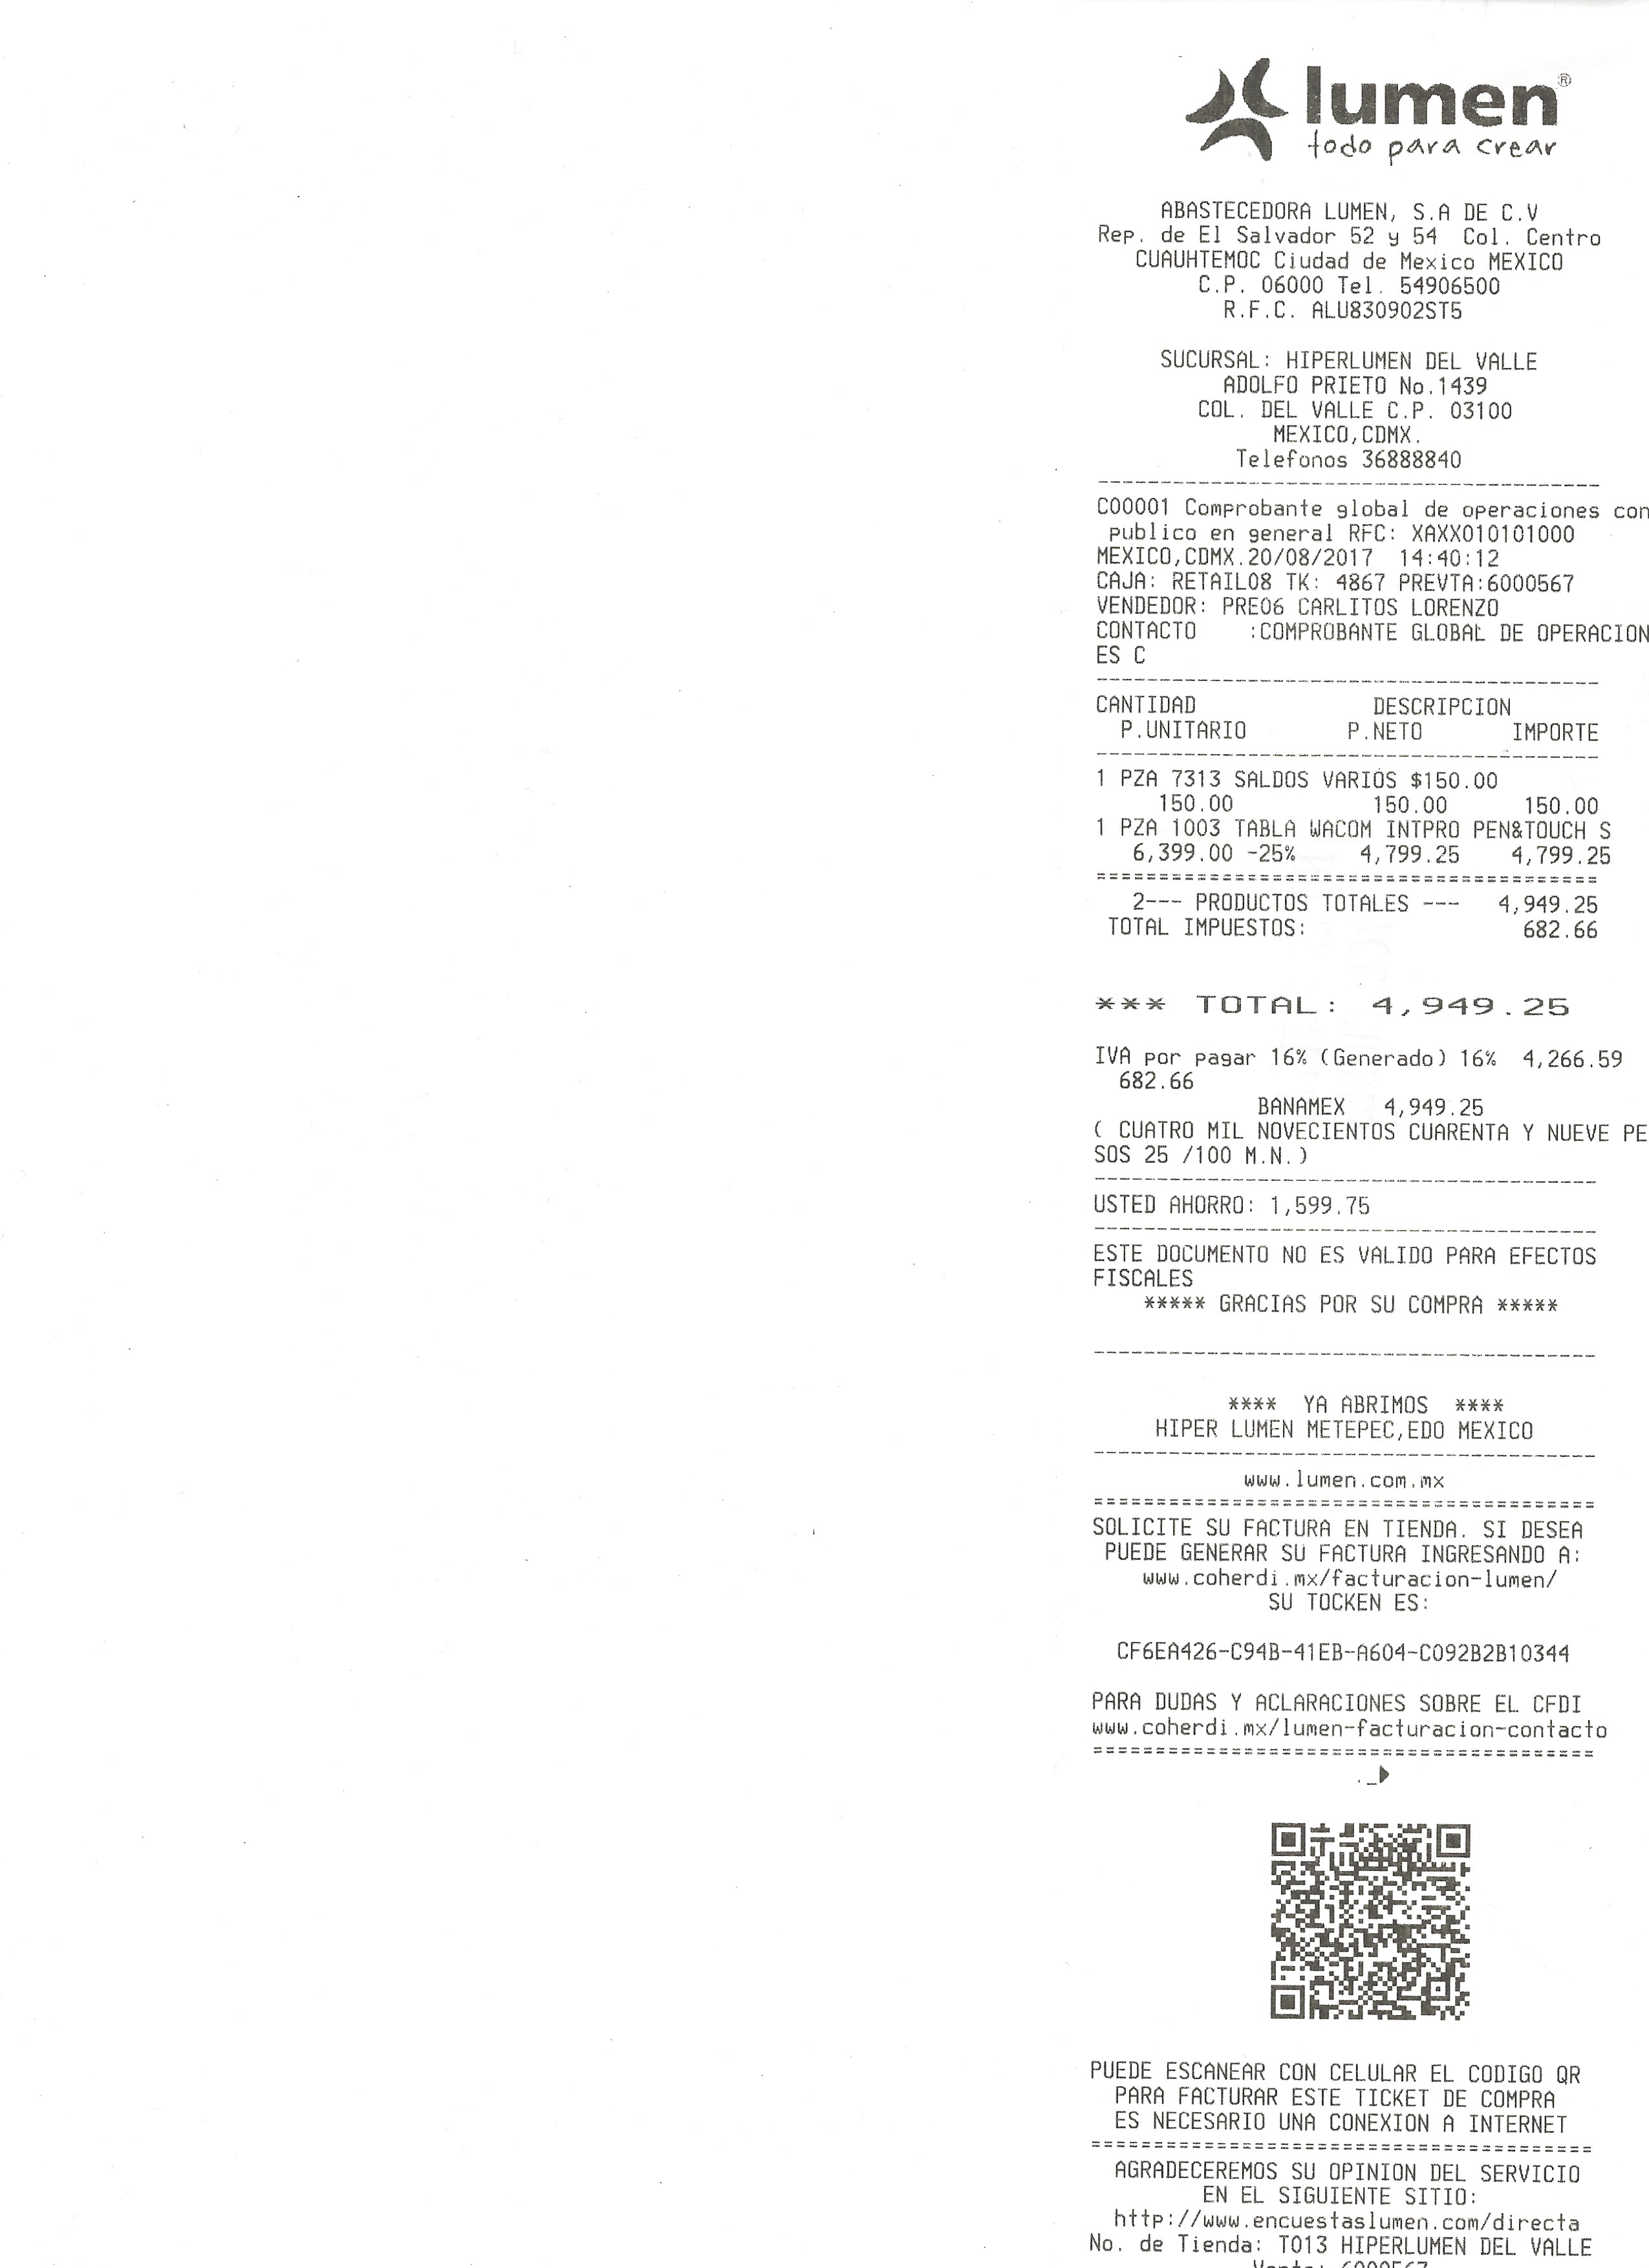 lumen®
todo para crear
ABASTECEDORA LUMEN, S.A DE C.V
Rep. de El Salvador 52 y 54 Col. Centro
CUAUHTEMOC Ciudad de Mexico MEXICO
C.P. 06000 Tel. 54906500
R.F.C. ALU830902ST5
SUCURSAL: HIPERLUMEN DEL VALLE
ADOLFO PRIETO No.1439
COL. DEL VALLE C.P. 03100
MEXICO,CDMX.
Telefonos 36888840
----------------------------------------
C00001 Comprobante global de operaciones con
publico en general RFC: XAXX010101000
MEXICO,CDMX.20/08/2017 14:40:12
CAJA: RETAIL08 TK: 4867 PREVTA:6000567
VENDEDOR: PRE06 CARLITOS LORENZO
CONTACTO :COMPROBANTE GLOBAL DE OPERACION
ES C
----------------------------------------
CANTIDAD DESCRIPCION
P.UNITARIO P.NETO IMPORTE
----------------------------------------
1 PZA 7313 SALDOS VARIOS $150.00
150.00 150.00 150.00
1 PZA 1003 TABLA WACOM INTPRO PEN&TOUCH S
6,399.00 -25% 4,799.25 4,799.25
========================================
2--- PRODUCTOS TOTALES --- 4,949.25
TOTAL IMPUESTOS: 682.66
*** TOTAL: 4,949.25
IVA por pagar 16% (Generado) 16% 4,266.59
682.66
BANAMEX 4,949.25
( CUATRO MIL NOVECIENTOS CUARENTA Y NUEVE PE
SOS 25 /100 M.N.)
----------------------------------------
USTED AHORRO: 1,599.75
----------------------------------------
ESTE DOCUMENTO NO ES VALIDO PARA EFECTOS
FISCALES
***** GRACIAS POR SU COMPRA *****
----------------------------------------
**** YA ABRIMOS ****
HIPER LUMEN METEPEC,EDO MEXICO
----------------------------------------
www.lumen.com.mx
========================================
SOLICITE SU FACTURA EN TIENDA. SI DESEA
PUEDE GENERAR SU FACTURA INGRESANDO A:
www.coherdi.mx/facturacion-lumen/
SU TOCKEN ES:
CF6EA426-C94B-41EB-A604-C092B2B10344
PARA DUDAS Y ACLARACIONES SOBRE EL CFDI
www.coherdi.mx/lumen-facturacion-contacto
========================================
PUEDE ESCANEAR CON CELULAR EL CODIGO QR
PARA FACTURAR ESTE TICKET DE COMPRA
ES NECESARIO UNA CONEXION A INTERNET
========================================
AGRADECEREMOS SU OPINION DEL SERVICIO
EN EL SIGUIENTE SITIO:
http://www.encuestaslumen.com/directa
No. de Tienda: T013 HIPERLUMEN DEL VALLE